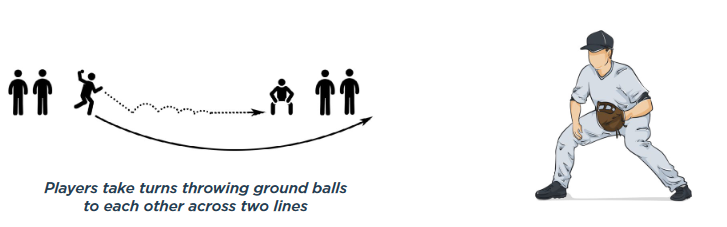 Players take turns throwing ground balls
to each other across two lines